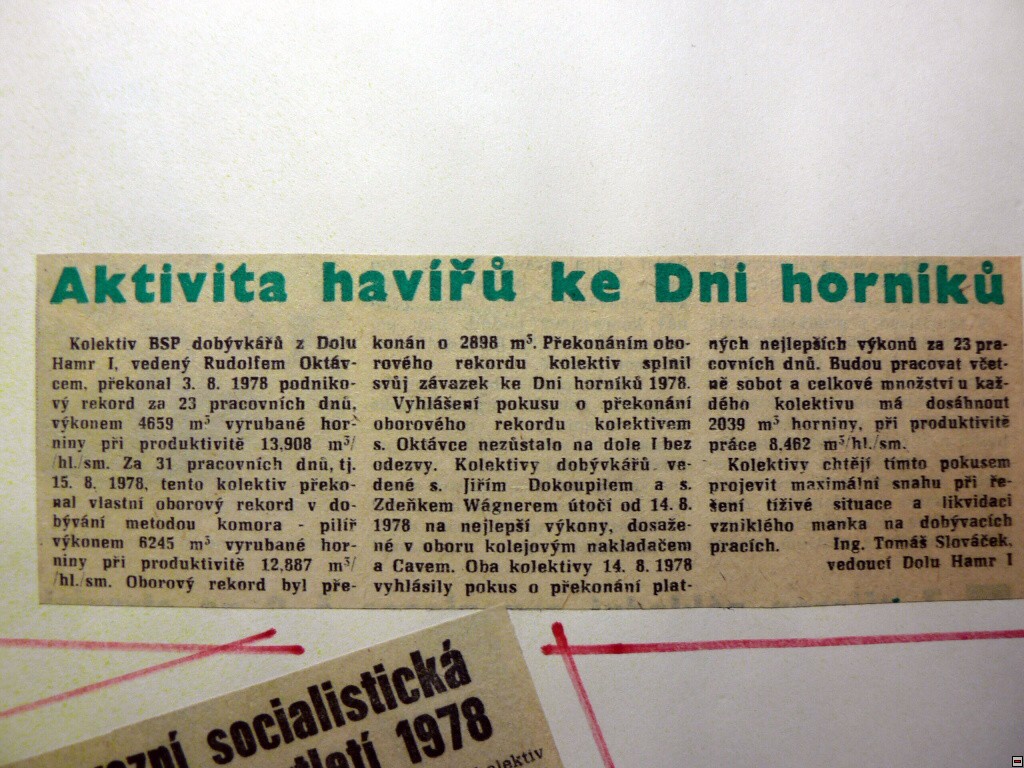 Aktivita havířů ke Dni horníků
Kolektiv BSP dobývkářů z Dolu
Hamr I, vedený Rudolfem Oktáv-
cem, překonal 3. 8. 1978 podniko-
vý rekord za 23 pracovních dnů,
výkonem 4659 m³ vyrubané hor-
niny při produktivitě 13,908 m³/
/hl./sm. Za 31 pracovních dnů, tj.
15. 8. 1978, tento kolektiv překo-
nal vlastní oborový rekord v do-
bývání metodou komora - pilíř
výkonem 6245 m³ vyrubané hor-
niny při produktivitě 12,887 m³/
/hl./sm. Oborový rekord byl pře-
konán o 2898 m³. Překonáním obo-
rového rekordu kolektiv splnil
svůj závazek ke Dni horníků 1978.
Vyhlášení pokusu o překonání
oborového rekordu kolektivem
s. Oktávce nezůstalo na dole I bez
odezvy. Kolektivy dobývkářů ve-
dené s. Jiřím Dokoupilem a s.
Zdeňkem Wágnerem útočí od 14. 8.
1978 na nejlepší výkony, dosaže-
né v oboru kolejovým nakladačem
a Cavem. Oba kolektivy 14. 8. 1978
vyhlásily pokus o překonání plat-
ných nejlepších výkonů za 23 pra-
covních dnů. Budou pracovat včet-
ně sobot a celkové množství u kaž-
dého kolektivu má dosáhnout
2039 m³ horniny, při produktivitě
práce 8,462 m³/hl./sm.
Kolektivy chtějí tímto pokusem
projevit maximální snahu při ře-
šení tíživé situace a likvidaci
vzniklého manka na dobývacích
pracích. Ing. Tomáš Slováček,
vedoucí Dolu Hamr I
socialistická
1978